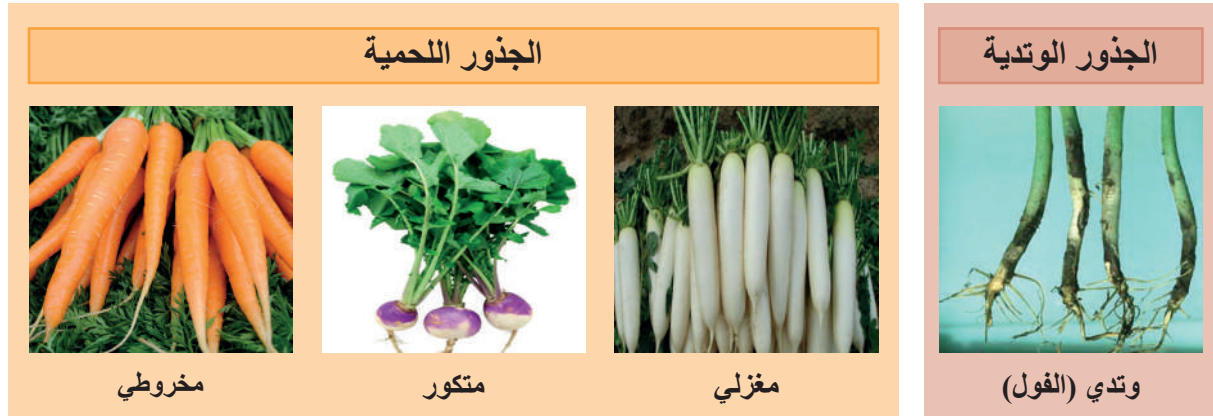 الجذور الوتدية
وتدي (الفول)
الجذور اللحمية
مغزلي
متكور
مخروطي